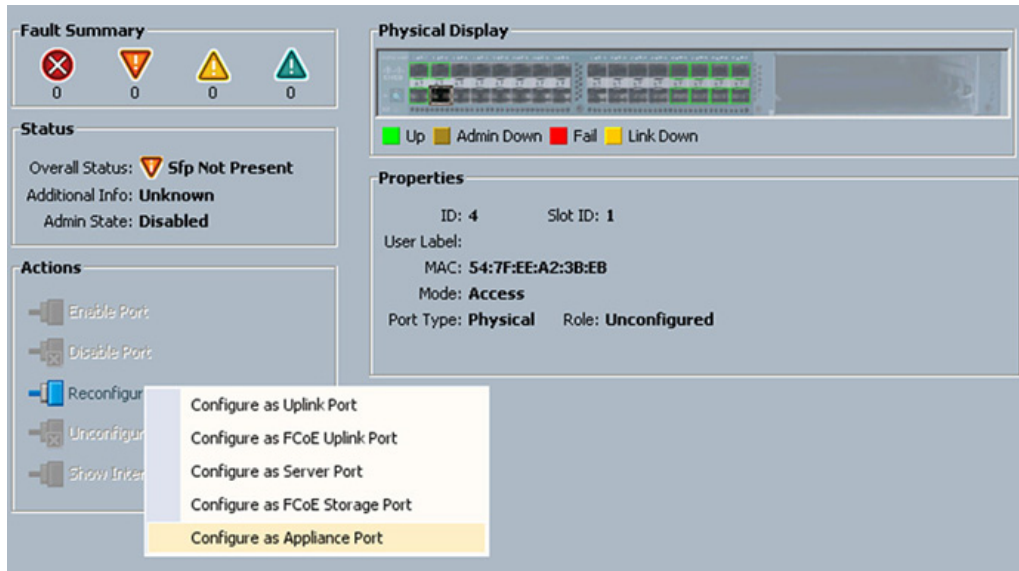 Fault Summary
0 0 0 0
Status
Overall Status: Sfp Not Present
Additional Info: Unknown
Admin State: Disabled
Actions
Enable Port
Disable Port
Reconfigur
Unconfigur
Show Inter
Configure as Uplink Port
Configure as FCoE Uplink Port
Configure as Server Port
Configure as FCoE Storage Port
Configure as Appliance Port
Physical Display
Up Admin Down Fail Link Down
Properties
ID: 4 Slot ID: 1
User Label:
MAC: 54:7F:EE:A2:3B:EB
Mode: Access
Port Type: Physical Role: Unconfigured